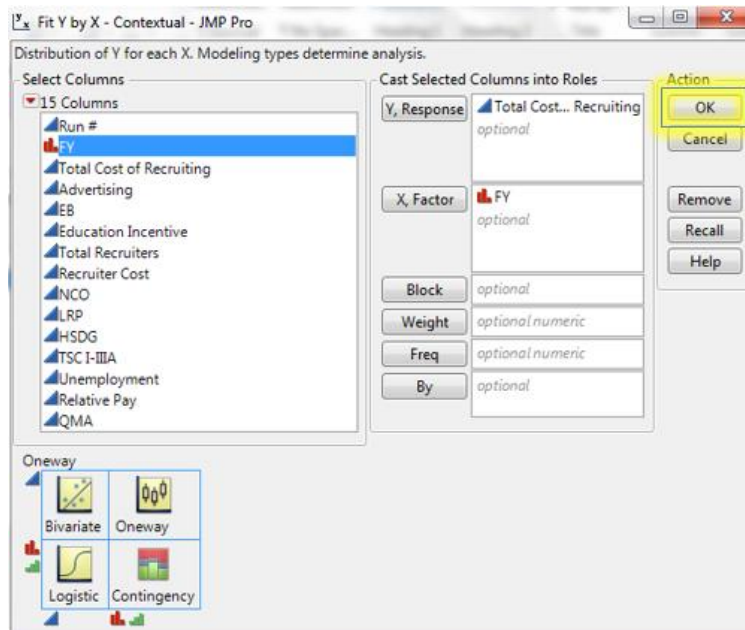 Fit Y by X - Contextual - JMP Pro
Distribution of Y for each X. Modeling types determine analysis.
Select Columns
15 Columns
Run #
FY
Total Cost of Recruiting
Advertising
EB
Education Incentive
Total Recruiters
Recruiter Cost
NCO
LRP
HSDG
TSC I-IIIA
Unemployment
Relative Pay
QMA
Cast Selected Columns into Roles
Y, Response
Total Cost... Recruiting
optional
X, Factor
FY
optional
Block
optional
Weight
optional numeric
Freq
optional numeric
By
optional
Action
OK
Cancel
Remove
Recall
Help
Oneway
Bivariate
Oneway
Logistic
Contingency